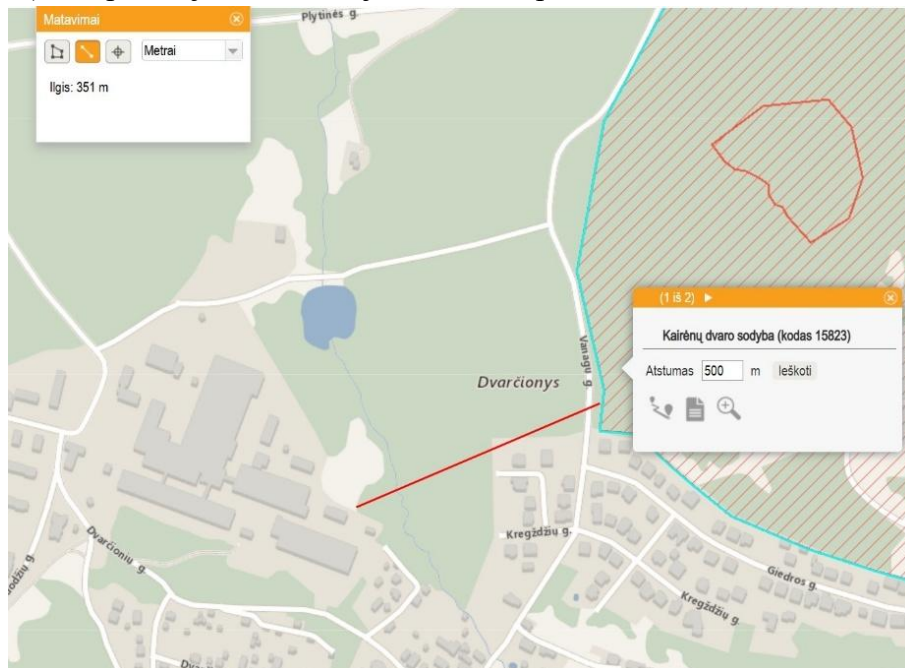 Matavimai
Metrai
Ilgis: 351 m
Plytinės g.
(1 iš 2)
Kairėnų dvaro sodyba (kodas 15823)
Atstumas 500 m Ieškoti
Vanagų g.
Dvarčionys
Kregždžių g.
Dvarčionių g.
Giedros g.
Kregždžių g.